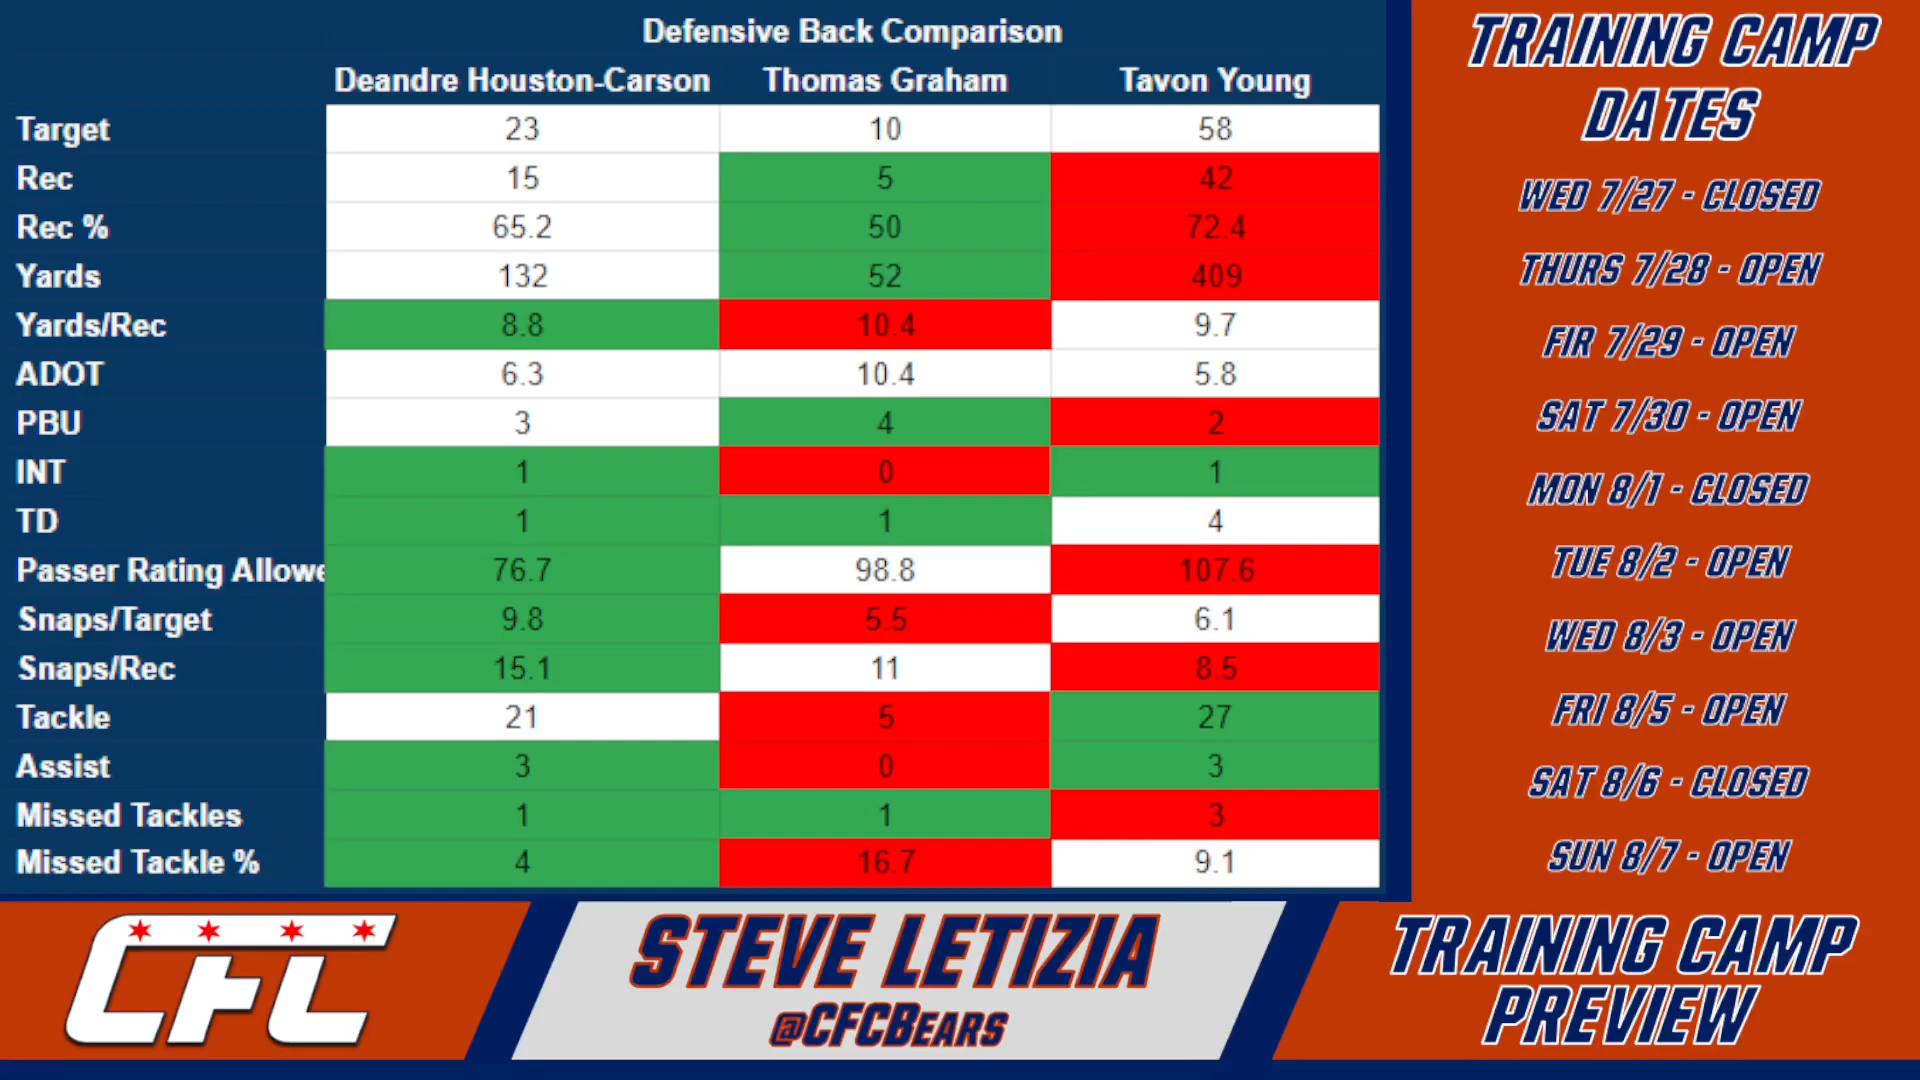 Defensive Back Comparison
Deandre Houston-Carson Thomas Graham Tavon Young
Target 23 10 58
Rec 15 5 42
Rec % 65.2 50 72.4
Yards 132 52 409
Yards/Rec 8.8 10.4 9.7
ADOT 6.3 10.4 5.8
PBU 3 4 2
INT 1 0 1
TD 1 1 4
Passer Rating Allowe 76.7 98.8 107.6
Snaps/Target 9.8 5.5 6.1
Snaps/Rec 15.1 11 8.5
Tackle 21 5 27
Assist 3 0 3
Missed Tackles 1 1 3
Missed Tackle % 4 16.7 9.1
TRAINING CAMP
DATES
WED 7/27 - CLOSED
THURS 7/28 - OPEN
FIR 7/29 - OPEN
SAT 7/30 - OPEN
MON 8/1 - CLOSED
TUE 8/2 - OPEN
WED 8/3 - OPEN
FRI 8/5 - OPEN
SAT 8/6 - CLOSED
SUN 8/7 - OPEN
CFC
STEVE LETIZIA
@CFCBEARS
TRAINING CAMP
PREVIEW